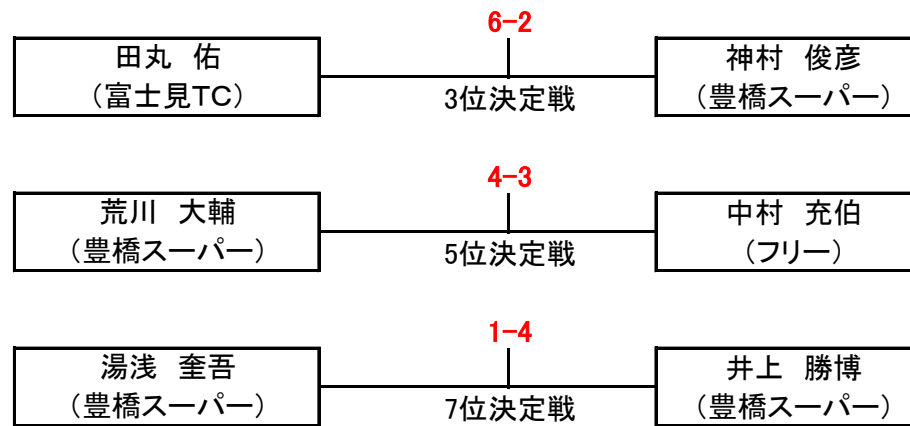 6-2
田丸　佑
（富士見TC）
3位決定戦
神村　俊彦
（豊橋スーパー）
4-3
荒川　大輔
（豊橋スーパー）
5位決定戦
中村　充伯
（フリー）
1-4
湯浅　奎吾
（豊橋スーパー）
7位決定戦
井上　勝博
（豊橋スーパー）